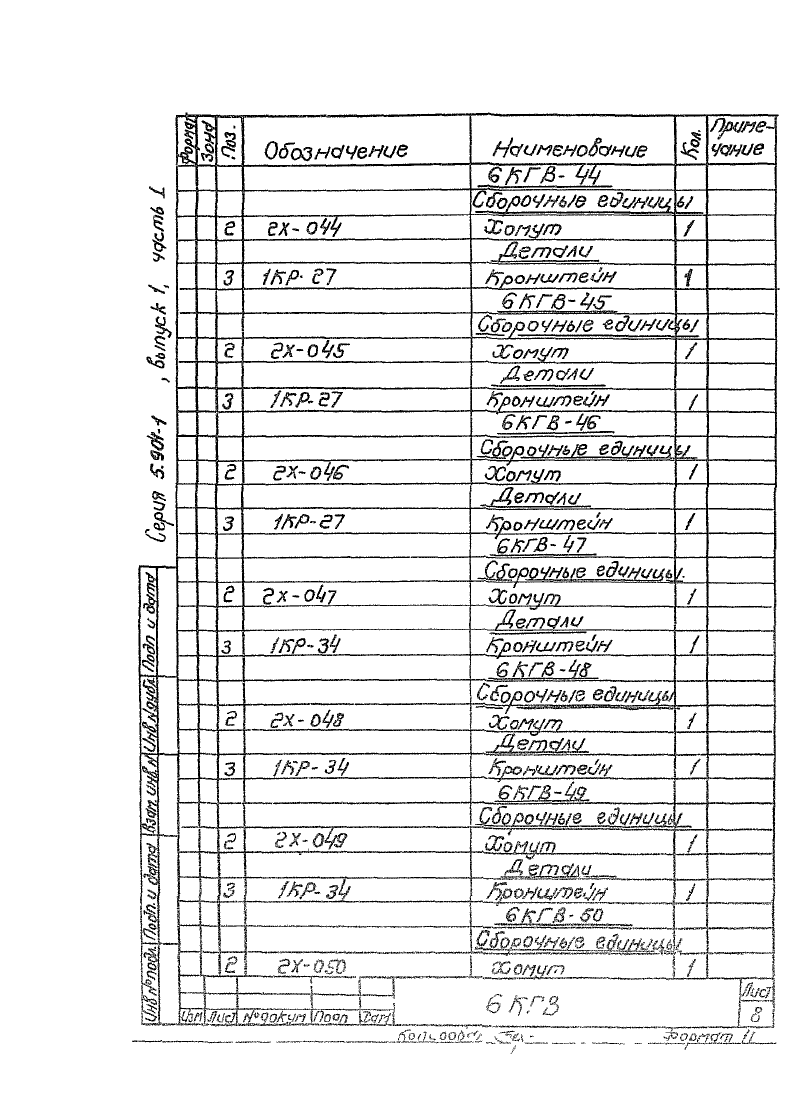 Формат Зона Поз. Обозначение Наименование Кол. Приме-
чание
6КГВ-44
Сборочные единицы
2 2Х-044 Хомут 1
Детали
3 1КР-27 Кронштейн 1
6КГВ-45
Сборочные единицы
2 2Х-045 Хомут 1
Детали
3 1КР-27 Кронштейн 1
6КГВ-46
Сборочные единицы
2 2Х-046 Хомут 1
Детали
3 1КР-27 Кронштейн 1
6КГВ-47
Сборочные единицы.
2 2Х-047 Хомут 1
Детали
3 1КР-34 Кронштейн 1
6КГВ-48
Сборочные единицы
2 2Х-048 Хомут 1
Детали
3 1КР-34 Кронштейн 1
6КГВ-49
Сборочные единицы
2 2Х-049 Хомут 1
Детали
3 1КР-34 Кронштейн 1
6КГВ-50
Сборочные единицы
2 2Х-050 Хомут 1
Серия 5.904-1 , Выпуск 1, часть 1
Подп и дата
Инв № дубл.
Взам. инв. №
Подп. и дата
Инв № подл.
Изм Лист № докум Подп Дата
6КГВ
Лист
8
Копировал
Формат 11